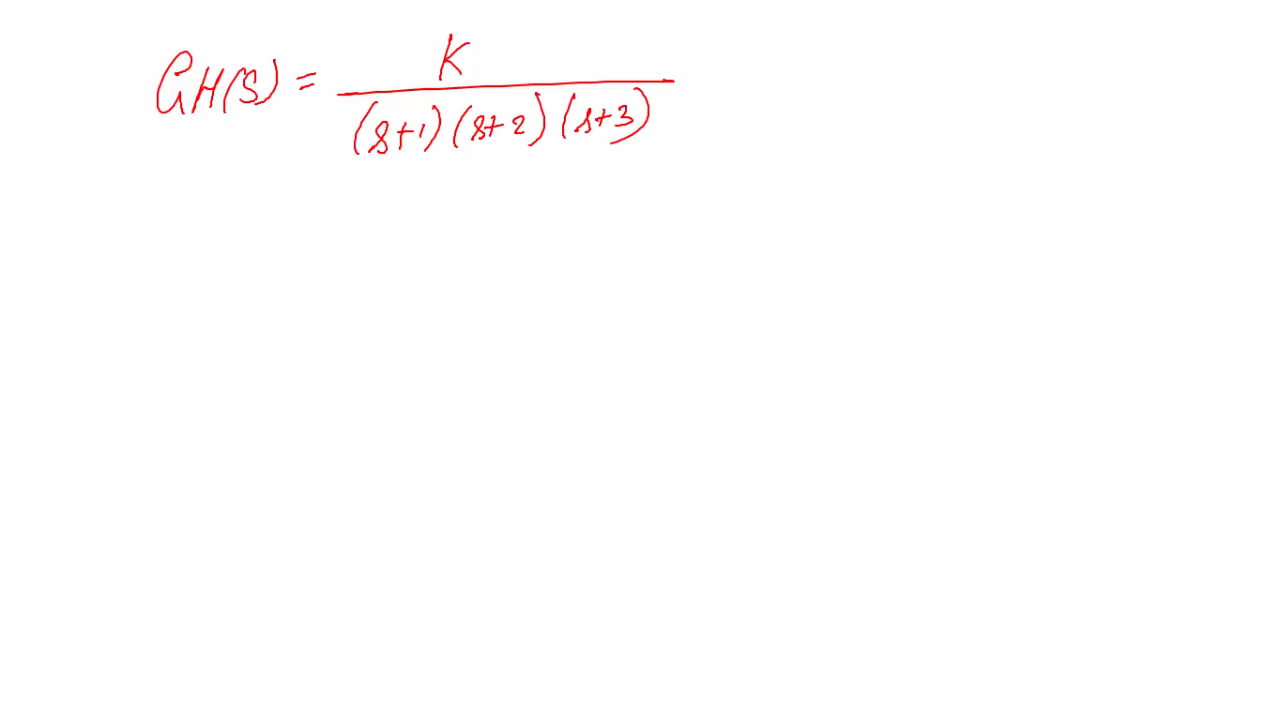 GH(S) = K / (s+1)(s+2)(s+3)